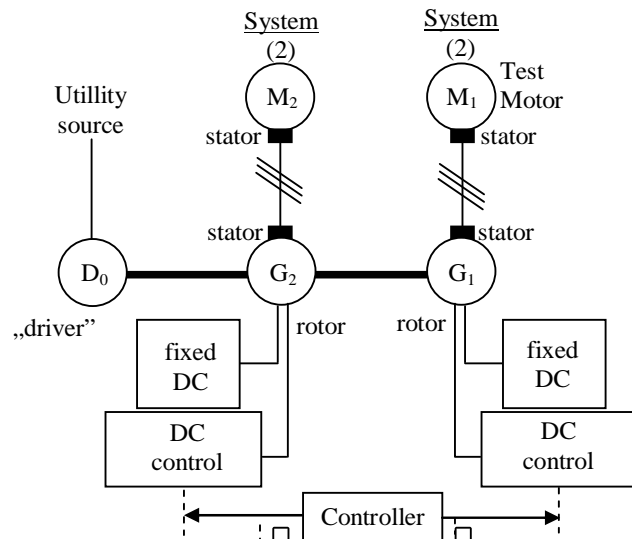 System
(2)
System
(2)
Test
Motor
M2
M1
Utillity
source
stator
stator
stator
stator
D0
G2
G1
„driver”
rotor
rotor
fixed
DC
fixed
DC
DC
control
DC
control
Controller